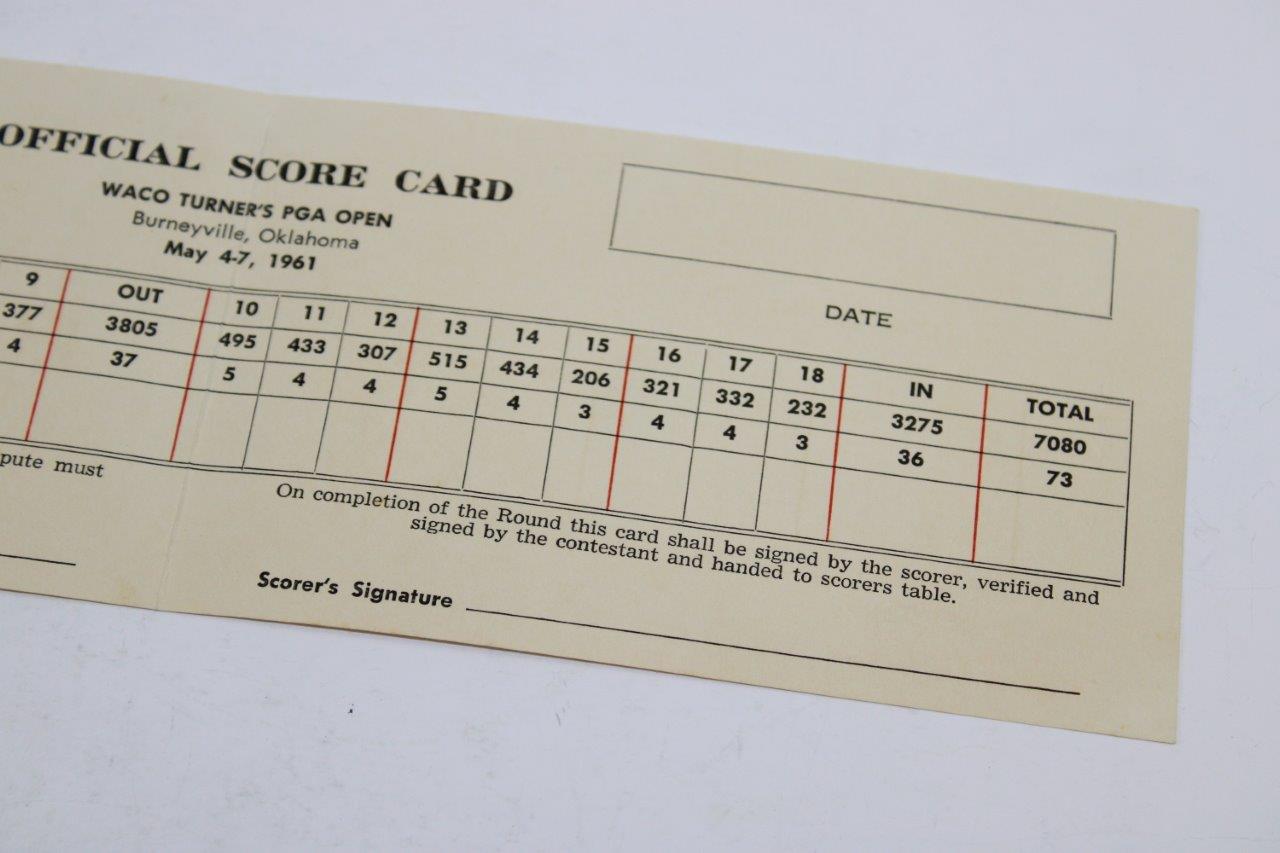 OFFICIAL SCORE CARD
WACO TURNER'S PGA OPEN
Burneyville, Oklahoma
May 4-7, 1961
DATE
9 OUT 10 11 12 13 14 15 16 17 18 IN TOTAL
377 3805 495 433 307 515 434 206 321 332 232 3275 7080
4 37 5 4 4 5 4 3 4 4 3 36 73
pute must
On completion of the Round this card shall be signed by the scorer, verified and
signed by the contestant and handed to scorers table.
Scorer's Signature